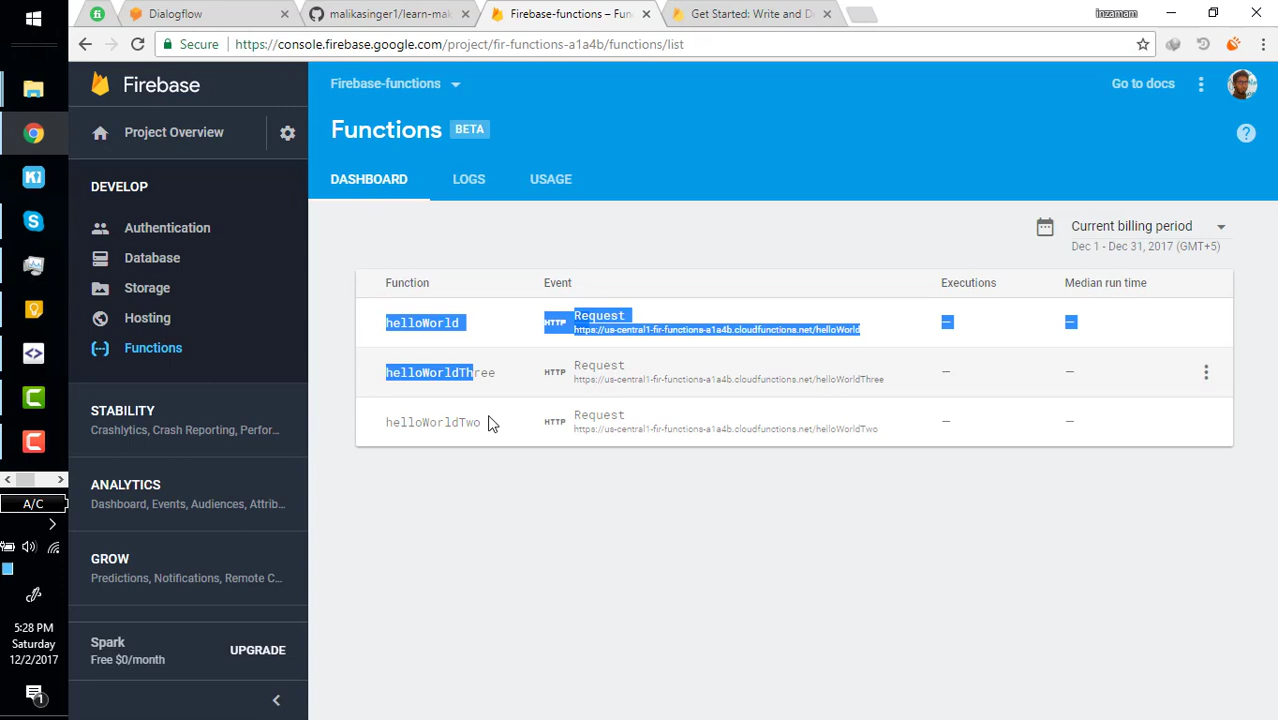 Dialogflow
malikasinger1/learn-mak
Firebase-functions – Fun
Get Started: Write and D
inzamam
Secure
https://console.firebase.google.com/project/fir-functions-a1a4b/functions/list
Firebase
Firebase-functions
Go to docs
Project Overview
Functions
BETA
DASHBOARD
LOGS
USAGE
DEVELOP
Authentication
Database
Storage
Hosting
Functions
Current billing period
Dec 1 - Dec 31, 2017 (GMT+5)
Function
Event
Executions
Median run time
helloWorld
HTTP
Request
https://us-central1-fir-functions-a1a4b.cloudfunctions.net/helloWorld
–
–
helloWorldThree
HTTP
Request
https://us-central1-fir-functions-a1a4b.cloudfunctions.net/helloWorldThree
–
–
helloWorldTwo
HTTP
Request
https://us-central1-fir-functions-a1a4b.cloudfunctions.net/helloWorldTwo
–
–
STABILITY
Crashlytics, Crash Reporting, Perfor...
ANALYTICS
Dashboard, Events, Audiences, Attrib...
GROW
Predictions, Notifications, Remote C...
Spark
Free $0/month
UPGRADE
A/C
5:28 PM
Saturday
12/2/2017
1